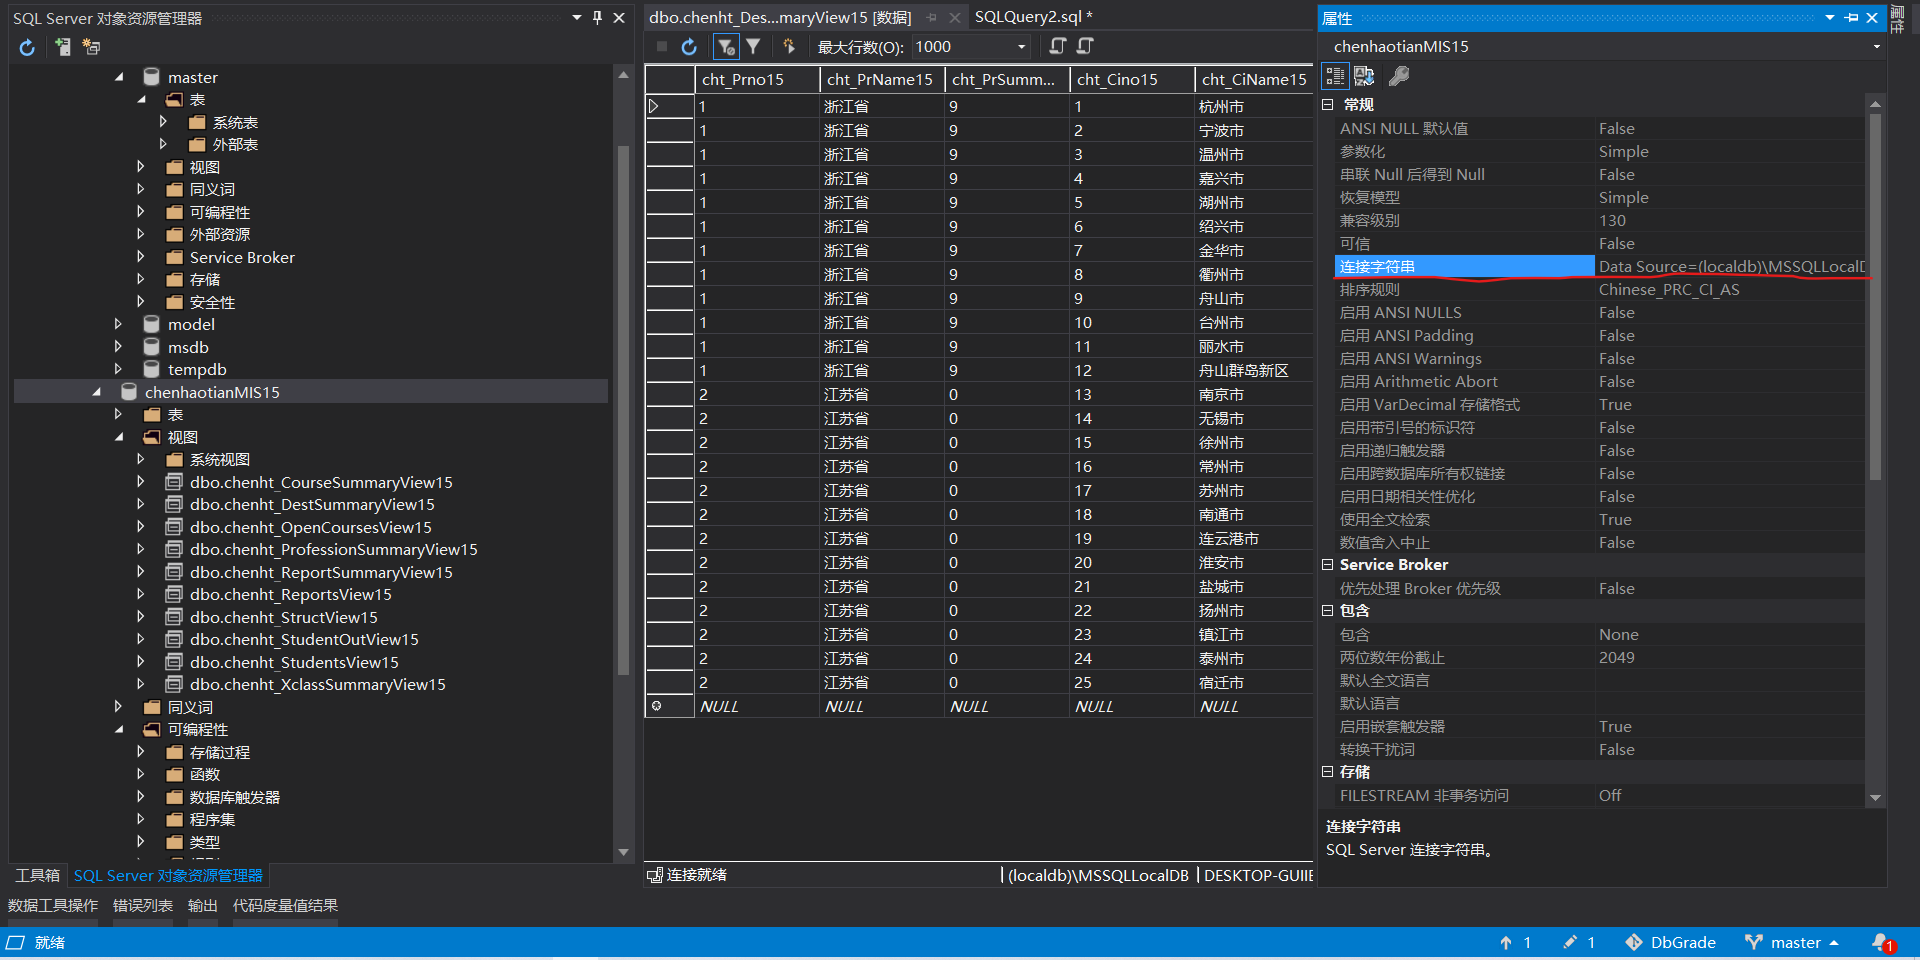 SQL Server 对象资源管理器
master
表
系统表
外部表
视图
同义词
可编程性
外部资源
Service Broker
存储
安全性
model
msdb
tempdb
chenhaotianMIS15
表
视图
系统视图
dbo.chenht_CourseSummaryView15
dbo.chenht_DestSummaryView15
dbo.chenht_OpenCoursesView15
dbo.chenht_ProfessionSummaryView15
dbo.chenht_ReportSummaryView15
dbo.chenht_ReportsView15
dbo.chenht_StructView15
dbo.chenht_StudentOutView15
dbo.chenht_StudentsView15
dbo.chenht_XclassSummaryView15
同义词
可编程性
存储过程
函数
数据库触发器
程序集
类型
工具箱 SQL Server 对象资源管理器
dbo.chenht_Des...maryView15 [数据] SQLQuery2.sql *
最大行数(O): 1000
cht_Prno15 cht_PrName15 cht_PrSumm... cht_Cino15 cht_CiName15
1 浙江省 9 1 杭州市
1 浙江省 9 2 宁波市
1 浙江省 9 3 温州市
1 浙江省 9 4 嘉兴市
1 浙江省 9 5 湖州市
1 浙江省 9 6 绍兴市
1 浙江省 9 7 金华市
1 浙江省 9 8 衢州市
1 浙江省 9 9 舟山市
1 浙江省 9 10 台州市
1 浙江省 9 11 丽水市
1 浙江省 9 12 舟山群岛新区
2 江苏省 0 13 南京市
2 江苏省 0 14 无锡市
2 江苏省 0 15 徐州市
2 江苏省 0 16 常州市
2 江苏省 0 17 苏州市
2 江苏省 0 18 南通市
2 江苏省 0 19 连云港市
2 江苏省 0 20 淮安市
2 江苏省 0 21 盐城市
2 江苏省 0 22 扬州市
2 江苏省 0 23 镇江市
2 江苏省 0 24 泰州市
2 江苏省 0 25 宿迁市
NULL NULL NULL NULL NULL
连接就绪 (localdb)\MSSQLLocalDB DESKTOP-GUIIE
属性
chenhaotianMIS15
常规
ANSI NULL 默认值 False
参数化 Simple
串联 Null 后得到 Null False
恢复模型 Simple
兼容级别 130
可信 False
连接字符串 Data Source=(localdb)\MSSQLLocalD
排序规则 Chinese_PRC_CI_AS
启用 ANSI NULLS False
启用 ANSI Padding False
启用 ANSI Warnings False
启用 Arithmetic Abort False
启用 VarDecimal 存储格式 True
启用带引号的标识符 False
启用递归触发器 False
启用跨数据库所有权链接 False
启用日期相关性优化 False
使用全文检索 True
数值舍入中止 False
Service Broker
优先处理 Broker 优先级 False
包含
包含 None
两位数年份截止 2049
默认全文语言
默认语言
启用嵌套触发器 True
转换干扰词 False
存储
FILESTREAM 非事务访问 Off
连接字符串
SQL Server 连接字符串。
属性
数据工具操作 错误列表 输出 代码度量值结果
就绪 1 1 DbGrade master 1